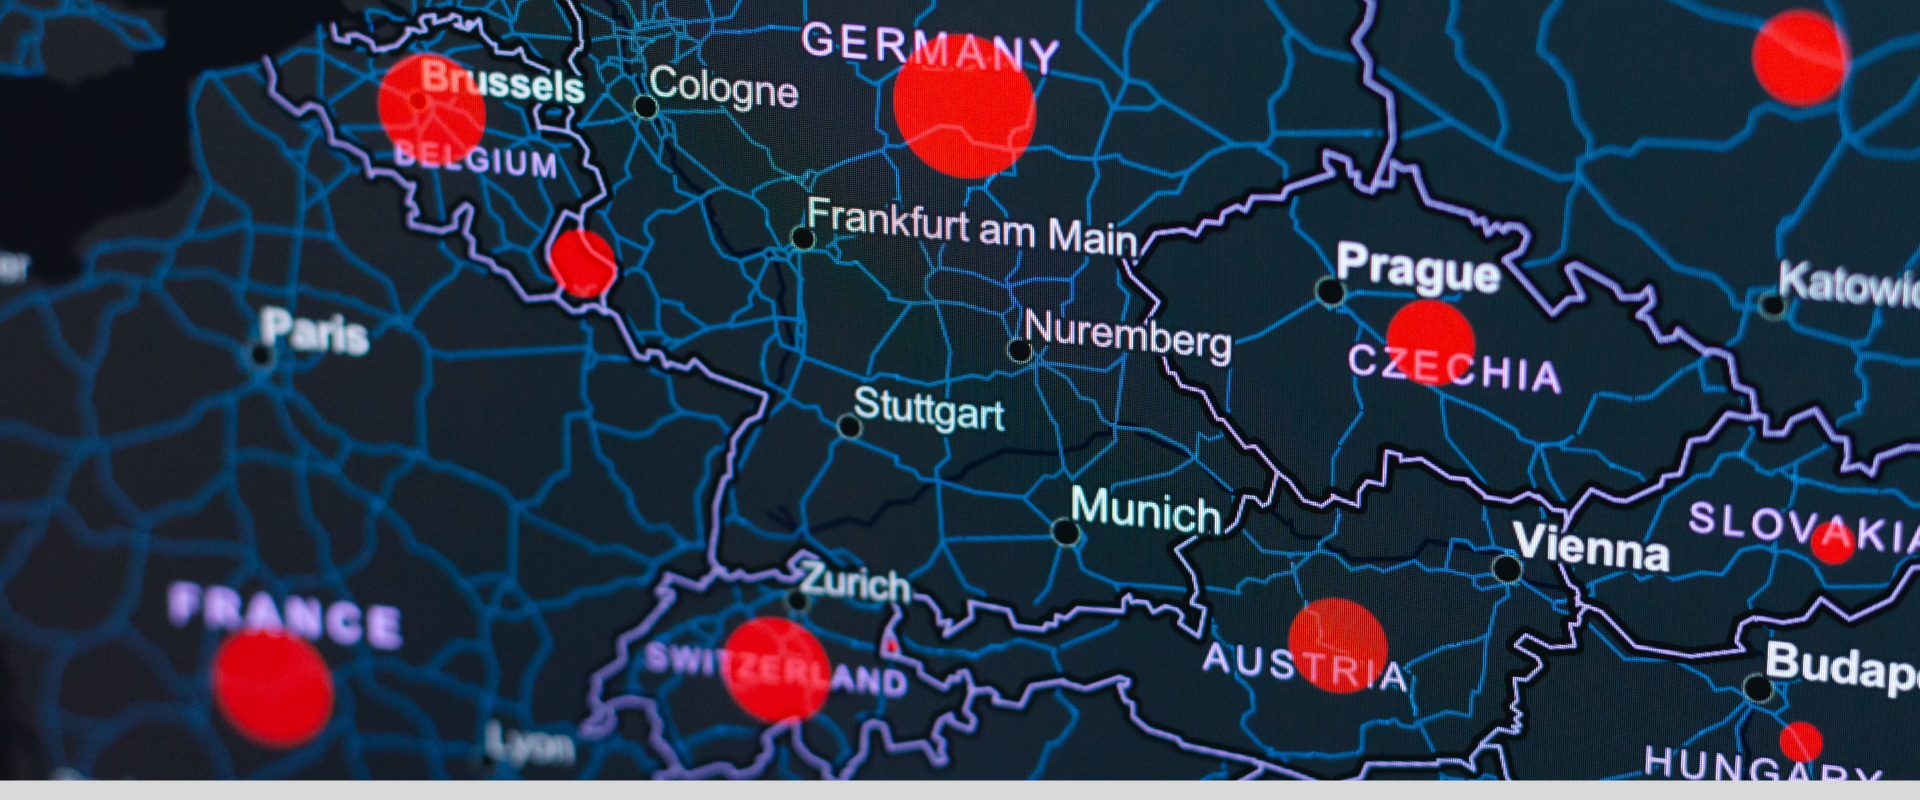 GERMANY
Brussels
Cologne
BELGIUM
Frankfurt am Main
Prague
Katowic
Paris
Nuremberg
CZECHIA
Stuttgart
Munich
SLOVAKIA
Vienna
Zurich
FRANCE
SWITZERLAND
AUSTRIA
Budape
Lyon
HUNGARY